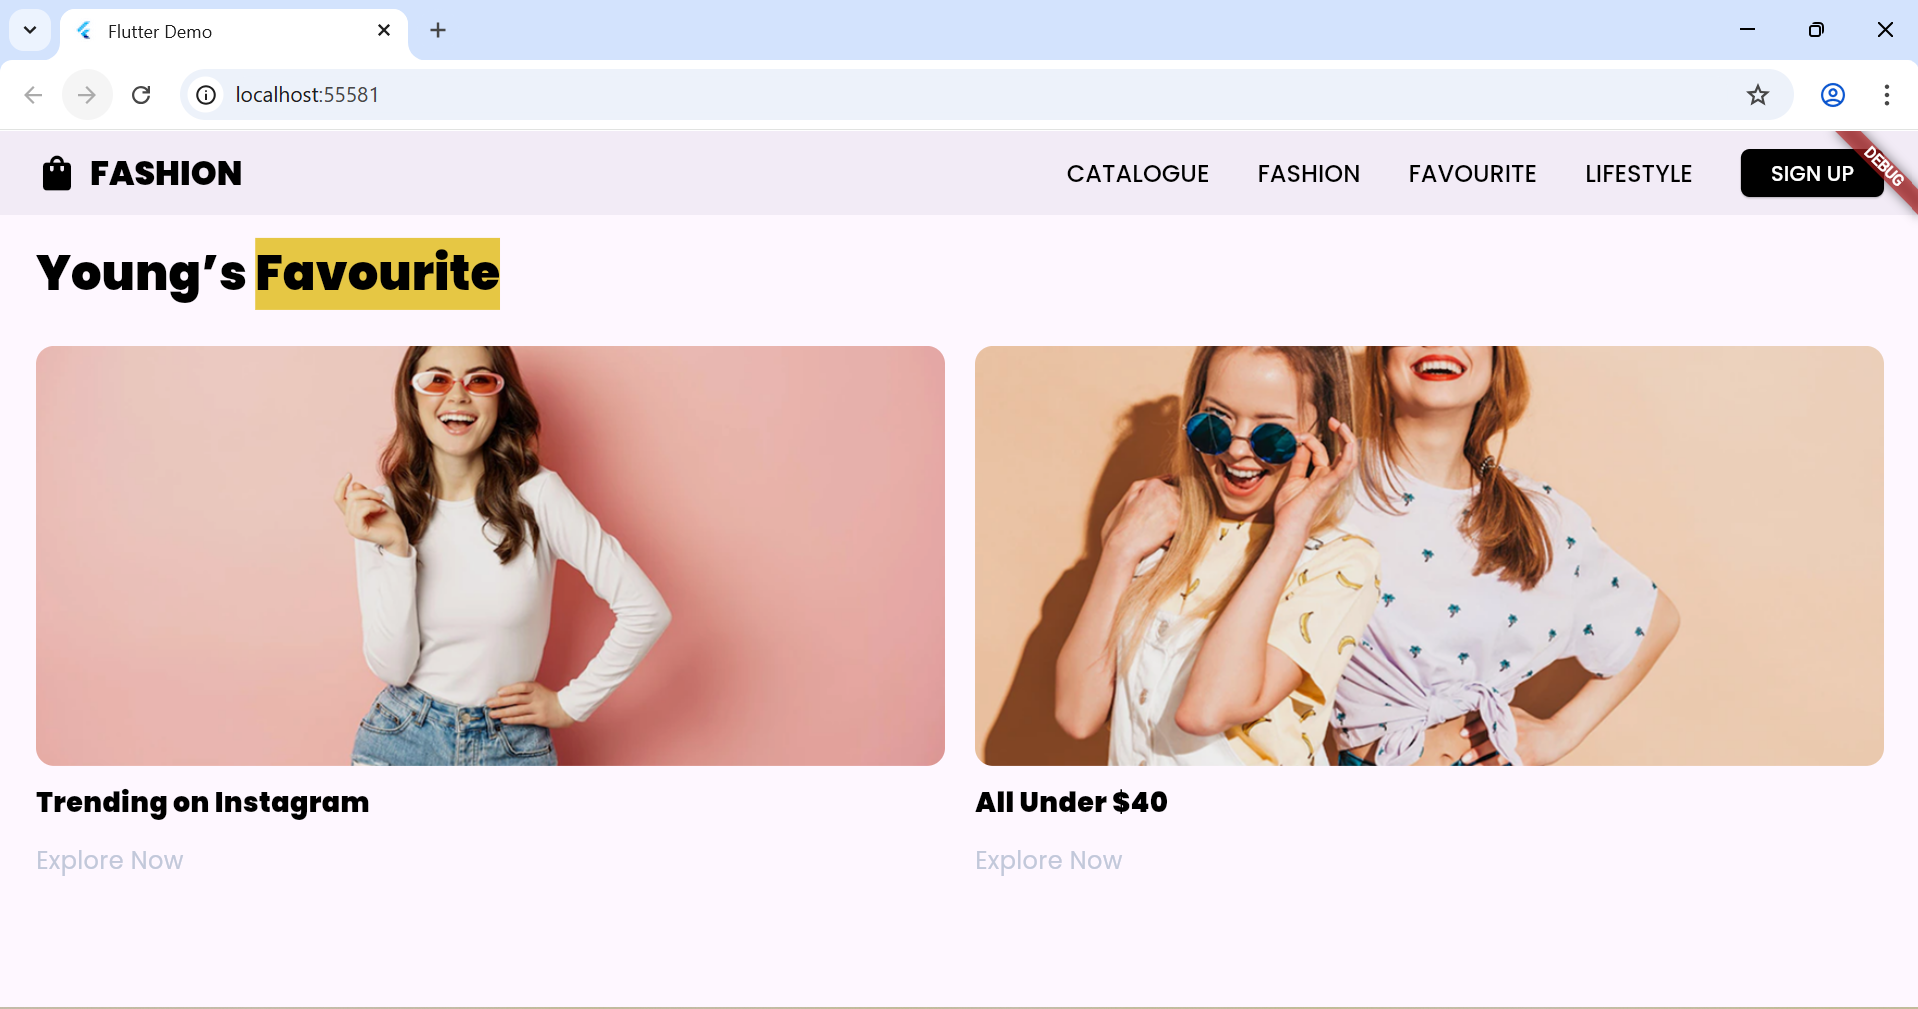 Flutter Demo
localhost:55581
FASHION
CATALOGUE FASHION FAVOURITE LIFESTYLE SIGN UP
DEBUG
Young’s Favourite
Trending on Instagram
Explore Now
All Under $40
Explore Now